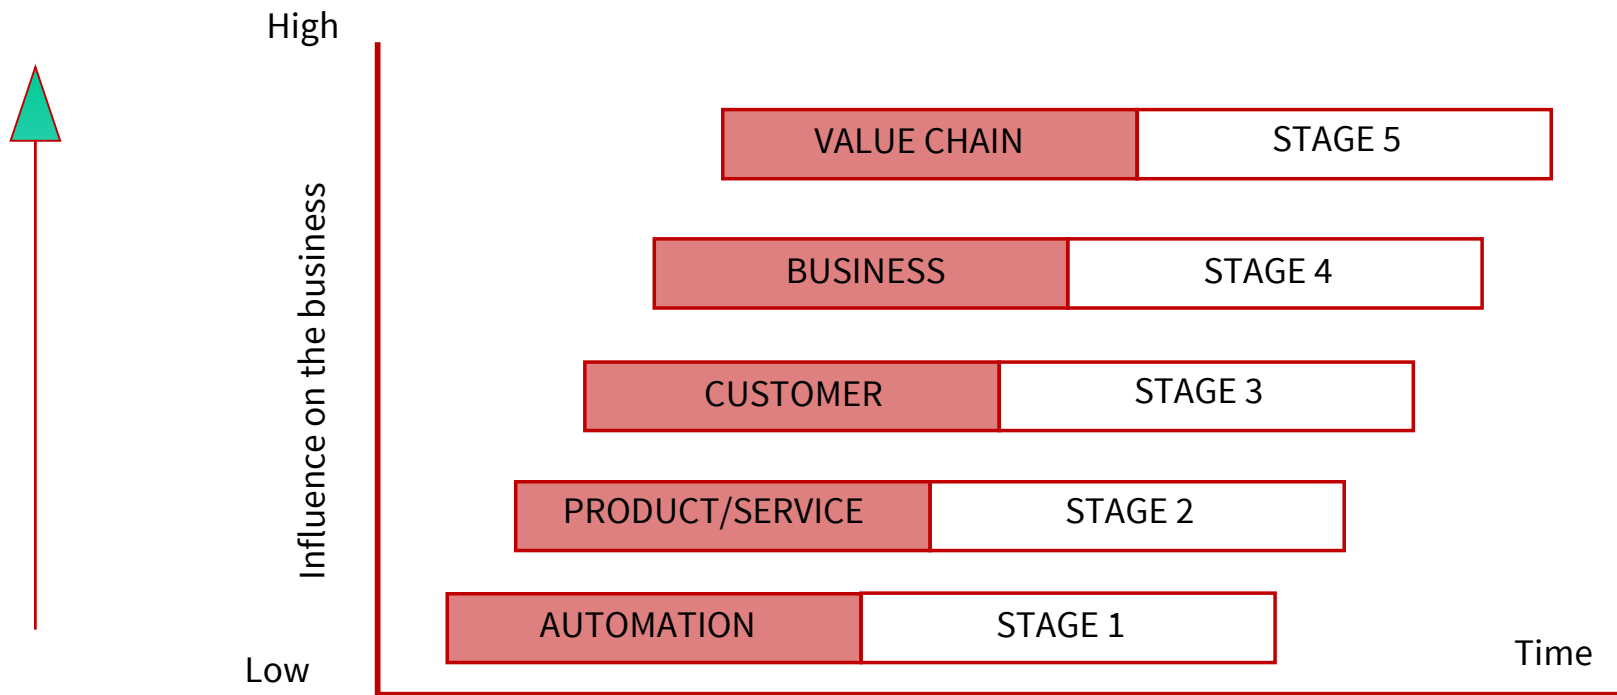 High
VALUE CHAIN STAGE 5
BUSINESS STAGE 4
CUSTOMER STAGE 3
PRODUCT/SERVICE STAGE 2
AUTOMATION STAGE 1
Influence on the business
Low
Time